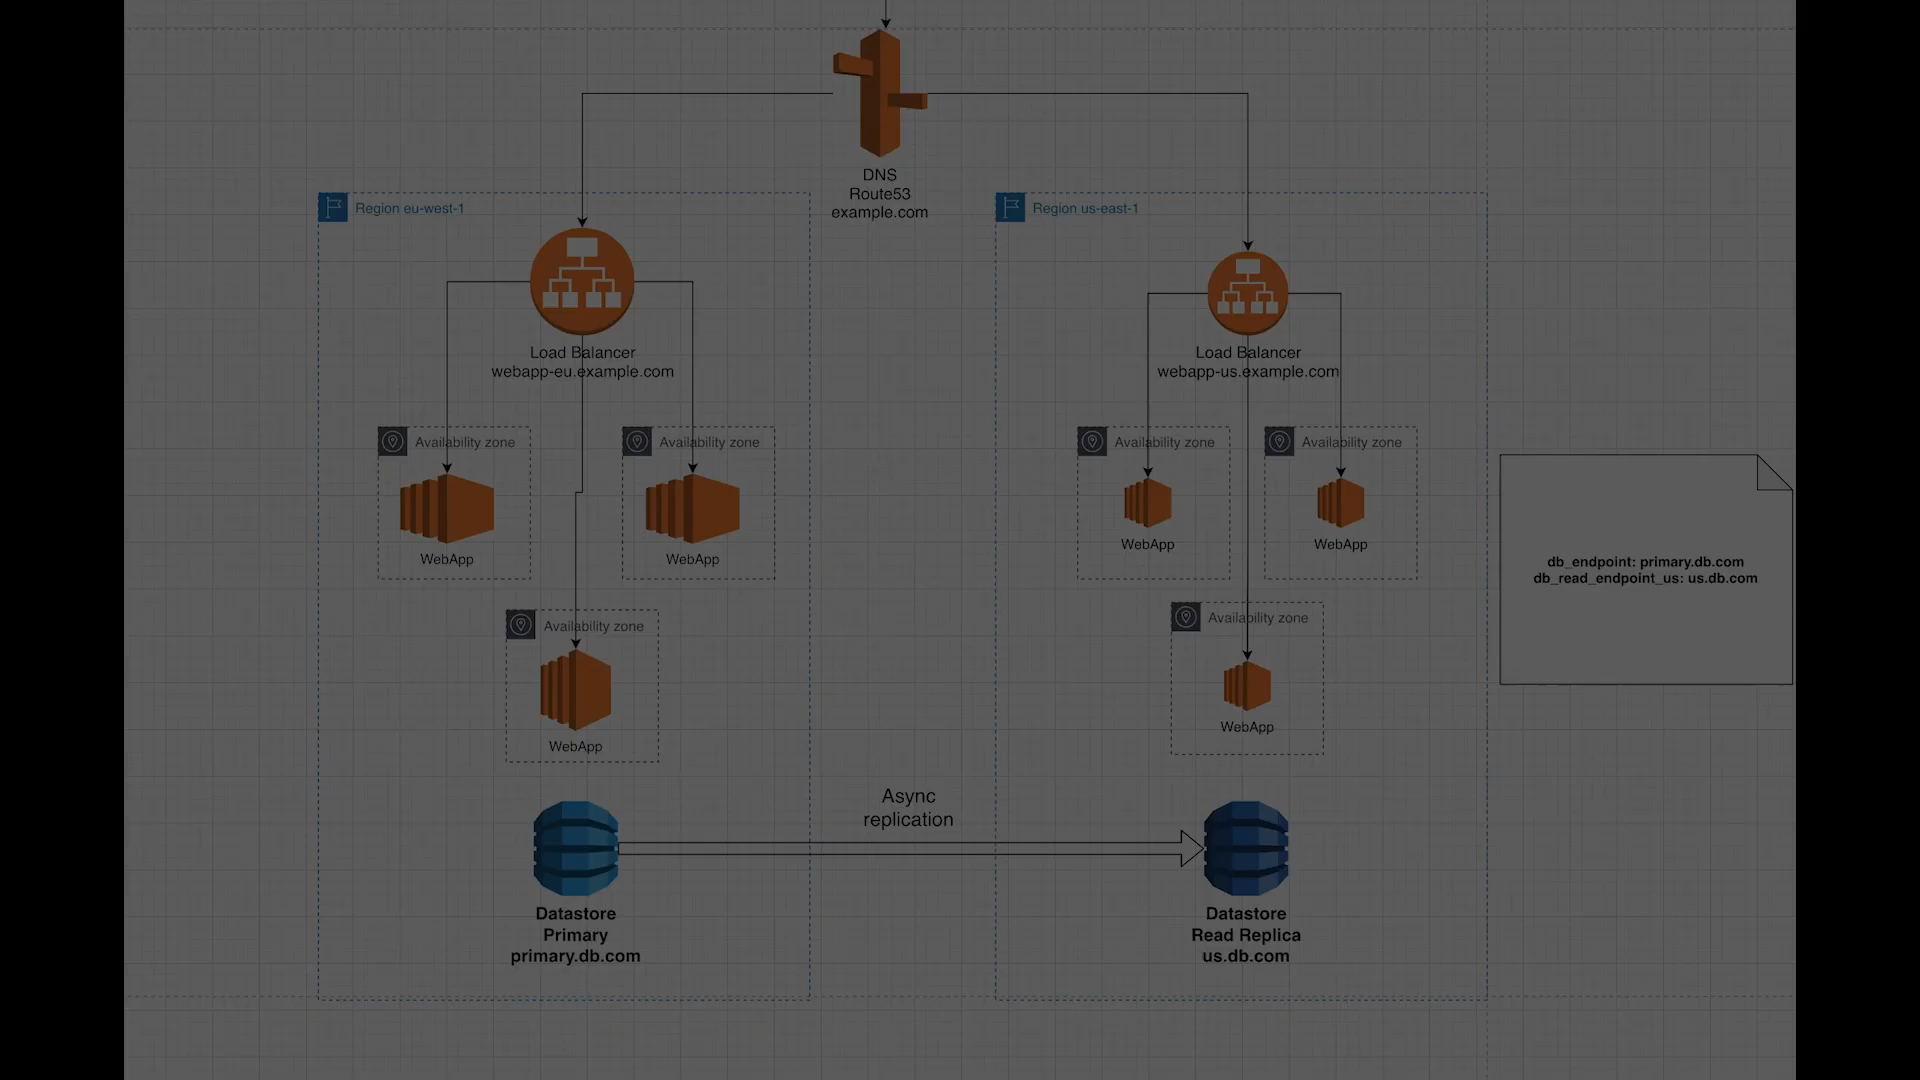 DNS
Route53
example.com
Region eu-west-1
Region us-east-1
Load Balancer
webapp-eu.example.com
Load Balancer
webapp-us.example.com
Availability zone
Availability zone
Availability zone
Availability zone
WebApp
WebApp
WebApp
WebApp
db_endpoint: primary.db.com
db_read_endpoint_us: us.db.com
Availability zone
Availability zone
WebApp
WebApp
Async
replication
Datastore
Primary
primary.db.com
Datastore
Read Replica
us.db.com